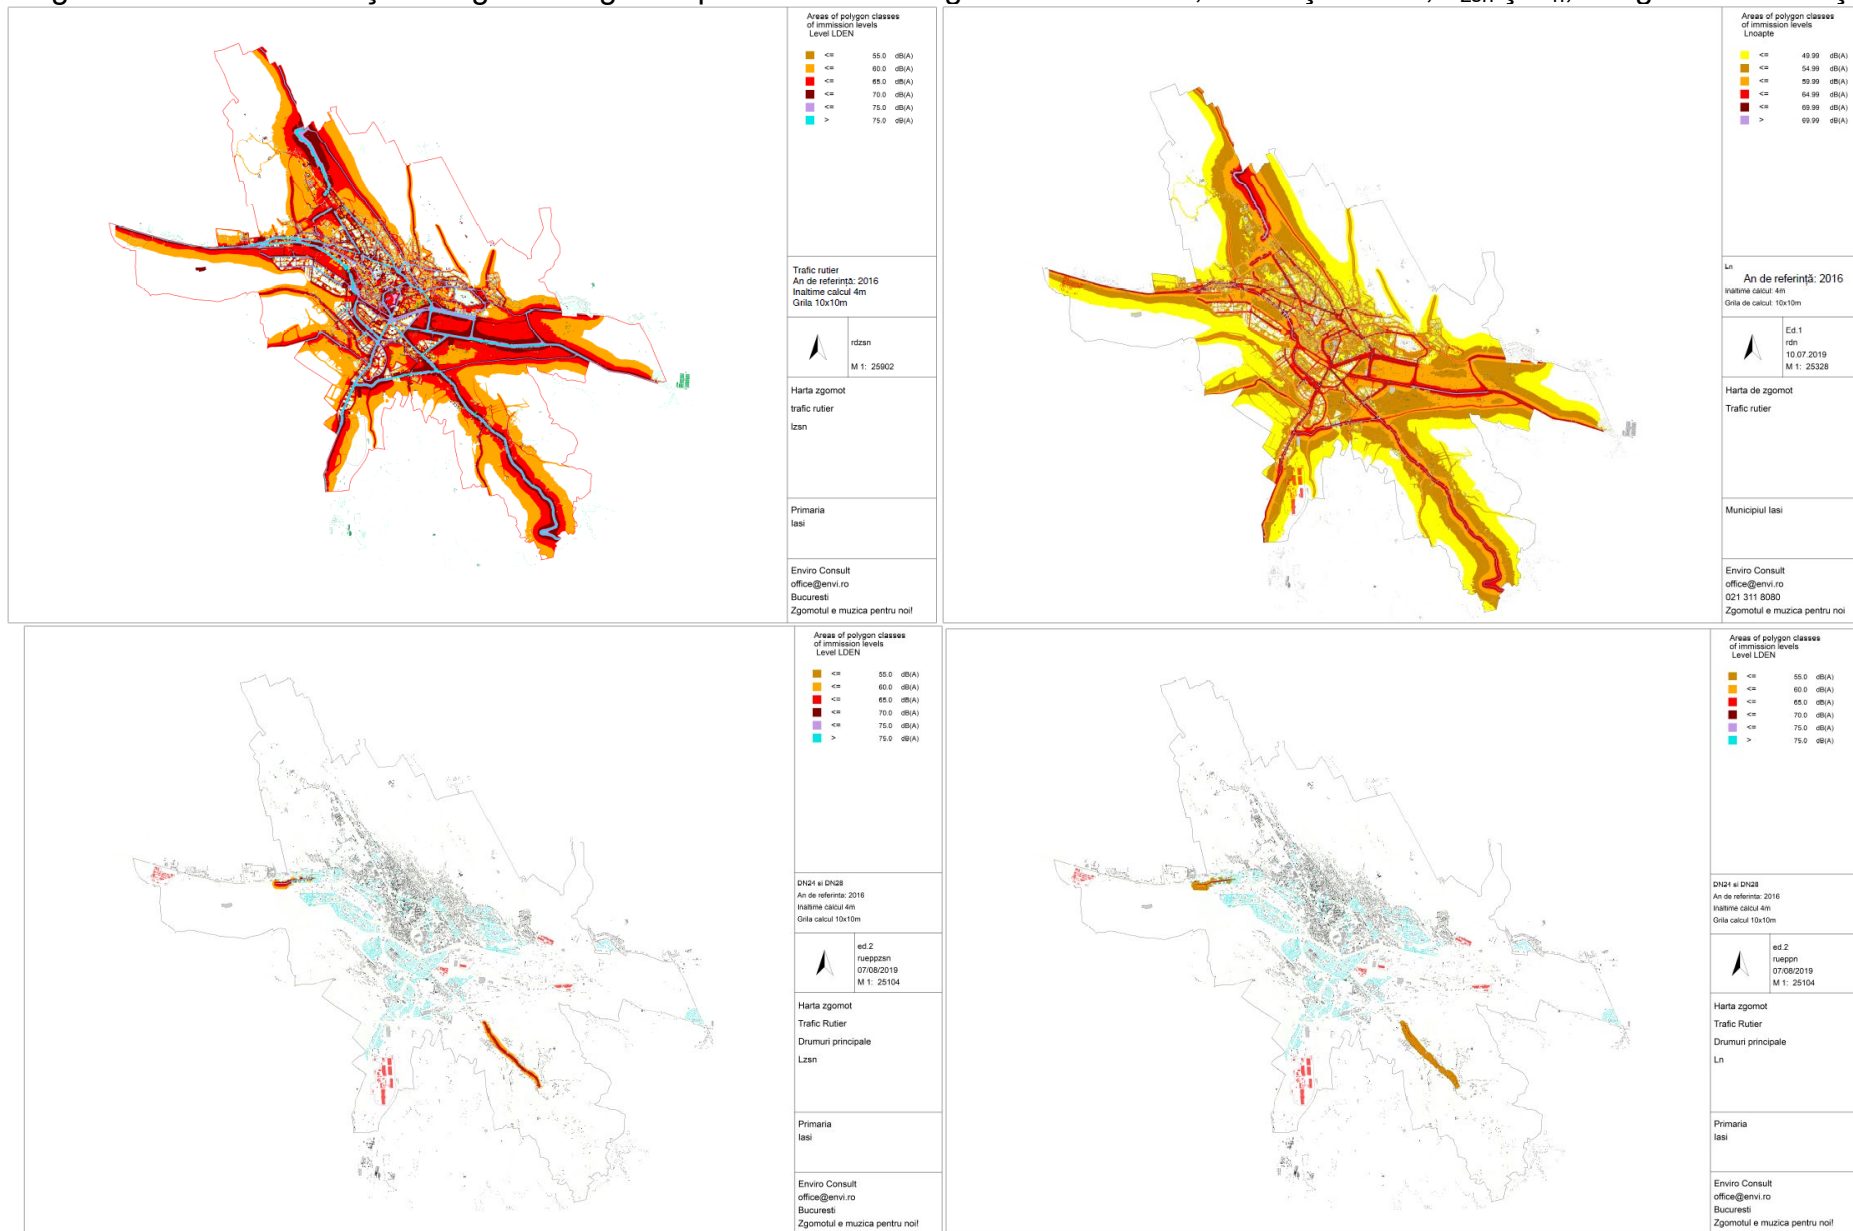 Areas of polygon classes
of immission levels
Level LDEN
<= 55.0 dB(A)
<= 60.0 dB(A)
<= 65.0 dB(A)
<= 70.0 dB(A)
<= 75.0 dB(A)
> 75.0 dB(A)
Trafic rutier
An de referință: 2016
Inaltime calcul 4m
Grila 10x10m
rdzsn
M 1: 25902
Harta zgomot
trafic rutier
lzsn
Primaria
Iasi
Enviro Consult
office@envi.ro
Bucuresti
Zgomotul e muzica pentru noi!
Areas of polygon classes
of immission levels
Lnoapte
<= 49.99 dB(A)
<= 54.99 dB(A)
<= 59.99 dB(A)
<= 64.99 dB(A)
<= 69.99 dB(A)
> 69.99 dB(A)
Ln
An de referință: 2016
Inaltime calcul: 4m
Grila de calcul: 10x10m
Ed.1
rdn
10.07.2019
M 1: 25328
Harta de zgomot
Trafic rutier
Municipiul Iasi
Enviro Consult
office@envi.ro
021 311 8080
Zgomotul e muzica pentru noi
Areas of polygon classes
of immission levels
Level LDEN
<= 55.0 dB(A)
<= 60.0 dB(A)
<= 65.0 dB(A)
<= 70.0 dB(A)
<= 75.0 dB(A)
> 75.0 dB(A)
DN24 si DN28
An de referinta: 2016
Inaltime calcul 4m
Grila calcul 10x10m
ed.2
rueppzsn
07/08/2019
M 1: 25104
Harta zgomot
Trafic Rutier
Drumuri principale
Lzsn
Primaria
Iasi
Enviro Consult
office@envi.ro
Bucuresti
Zgomotul e muzica pentru noi!
Areas of polygon classes
of immission levels
Level LDEN
<= 55.0 dB(A)
<= 60.0 dB(A)
<= 65.0 dB(A)
<= 70.0 dB(A)
<= 75.0 dB(A)
> 75.0 dB(A)
DN24 si DN28
An de referinta: 2016
Inaltime calcul 4m
Grila calcul 10x10m
ed.2
rueppn
07/08/2019
M 1: 25104
Harta zgomot
Trafic Rutier
Drumuri principale
Ln
Primaria
Iasi
Enviro Consult
office@envi.ro
Bucuresti
Zgomotul e muzica pentru noi!